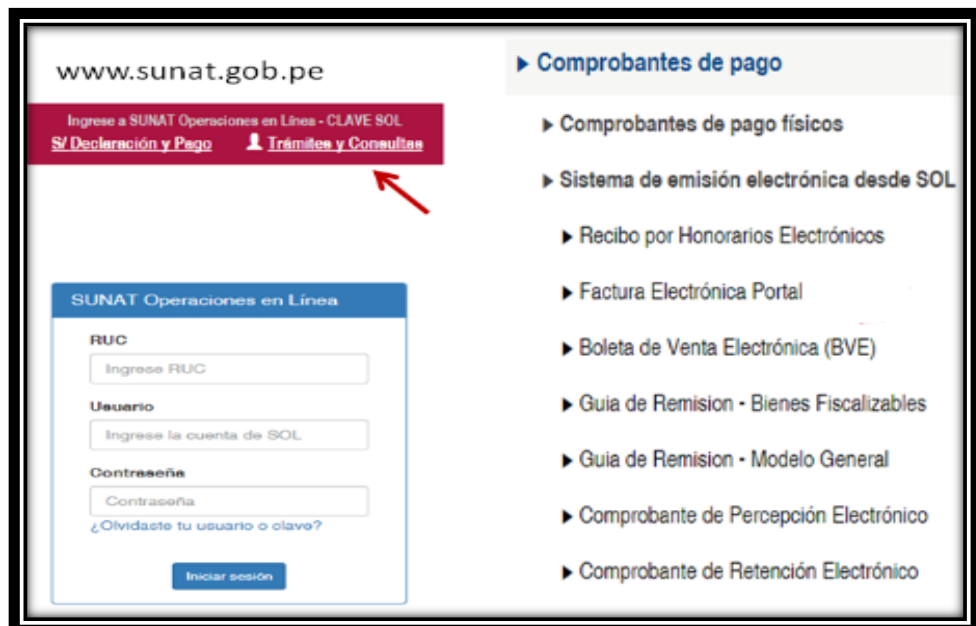 www.sunat.gob.pe
Ingrese a SUNAT Operaciones en Línea - CLAVE SOL
S/ Declaración y Pago Trámites y Consultas
SUNAT Operaciones en Línea
RUC
Ingrese RUC
Usuario
Ingrese la cuenta de SOL
Contraseña
Contraseña
¿Olvidaste tu usuario o clave?
Iniciar sesión
Comprobantes de pago
Comprobantes de pago físicos
Sistema de emisión electrónica desde SOL
Recibo por Honorarios Electrónicos
Factura Electrónica Portal
Boleta de Venta Electrónica (BVE)
Guia de Remision - Bienes Fiscalizables
Guia de Remision - Modelo General
Comprobante de Percepción Electrónico
Comprobante de Retención Electrónico